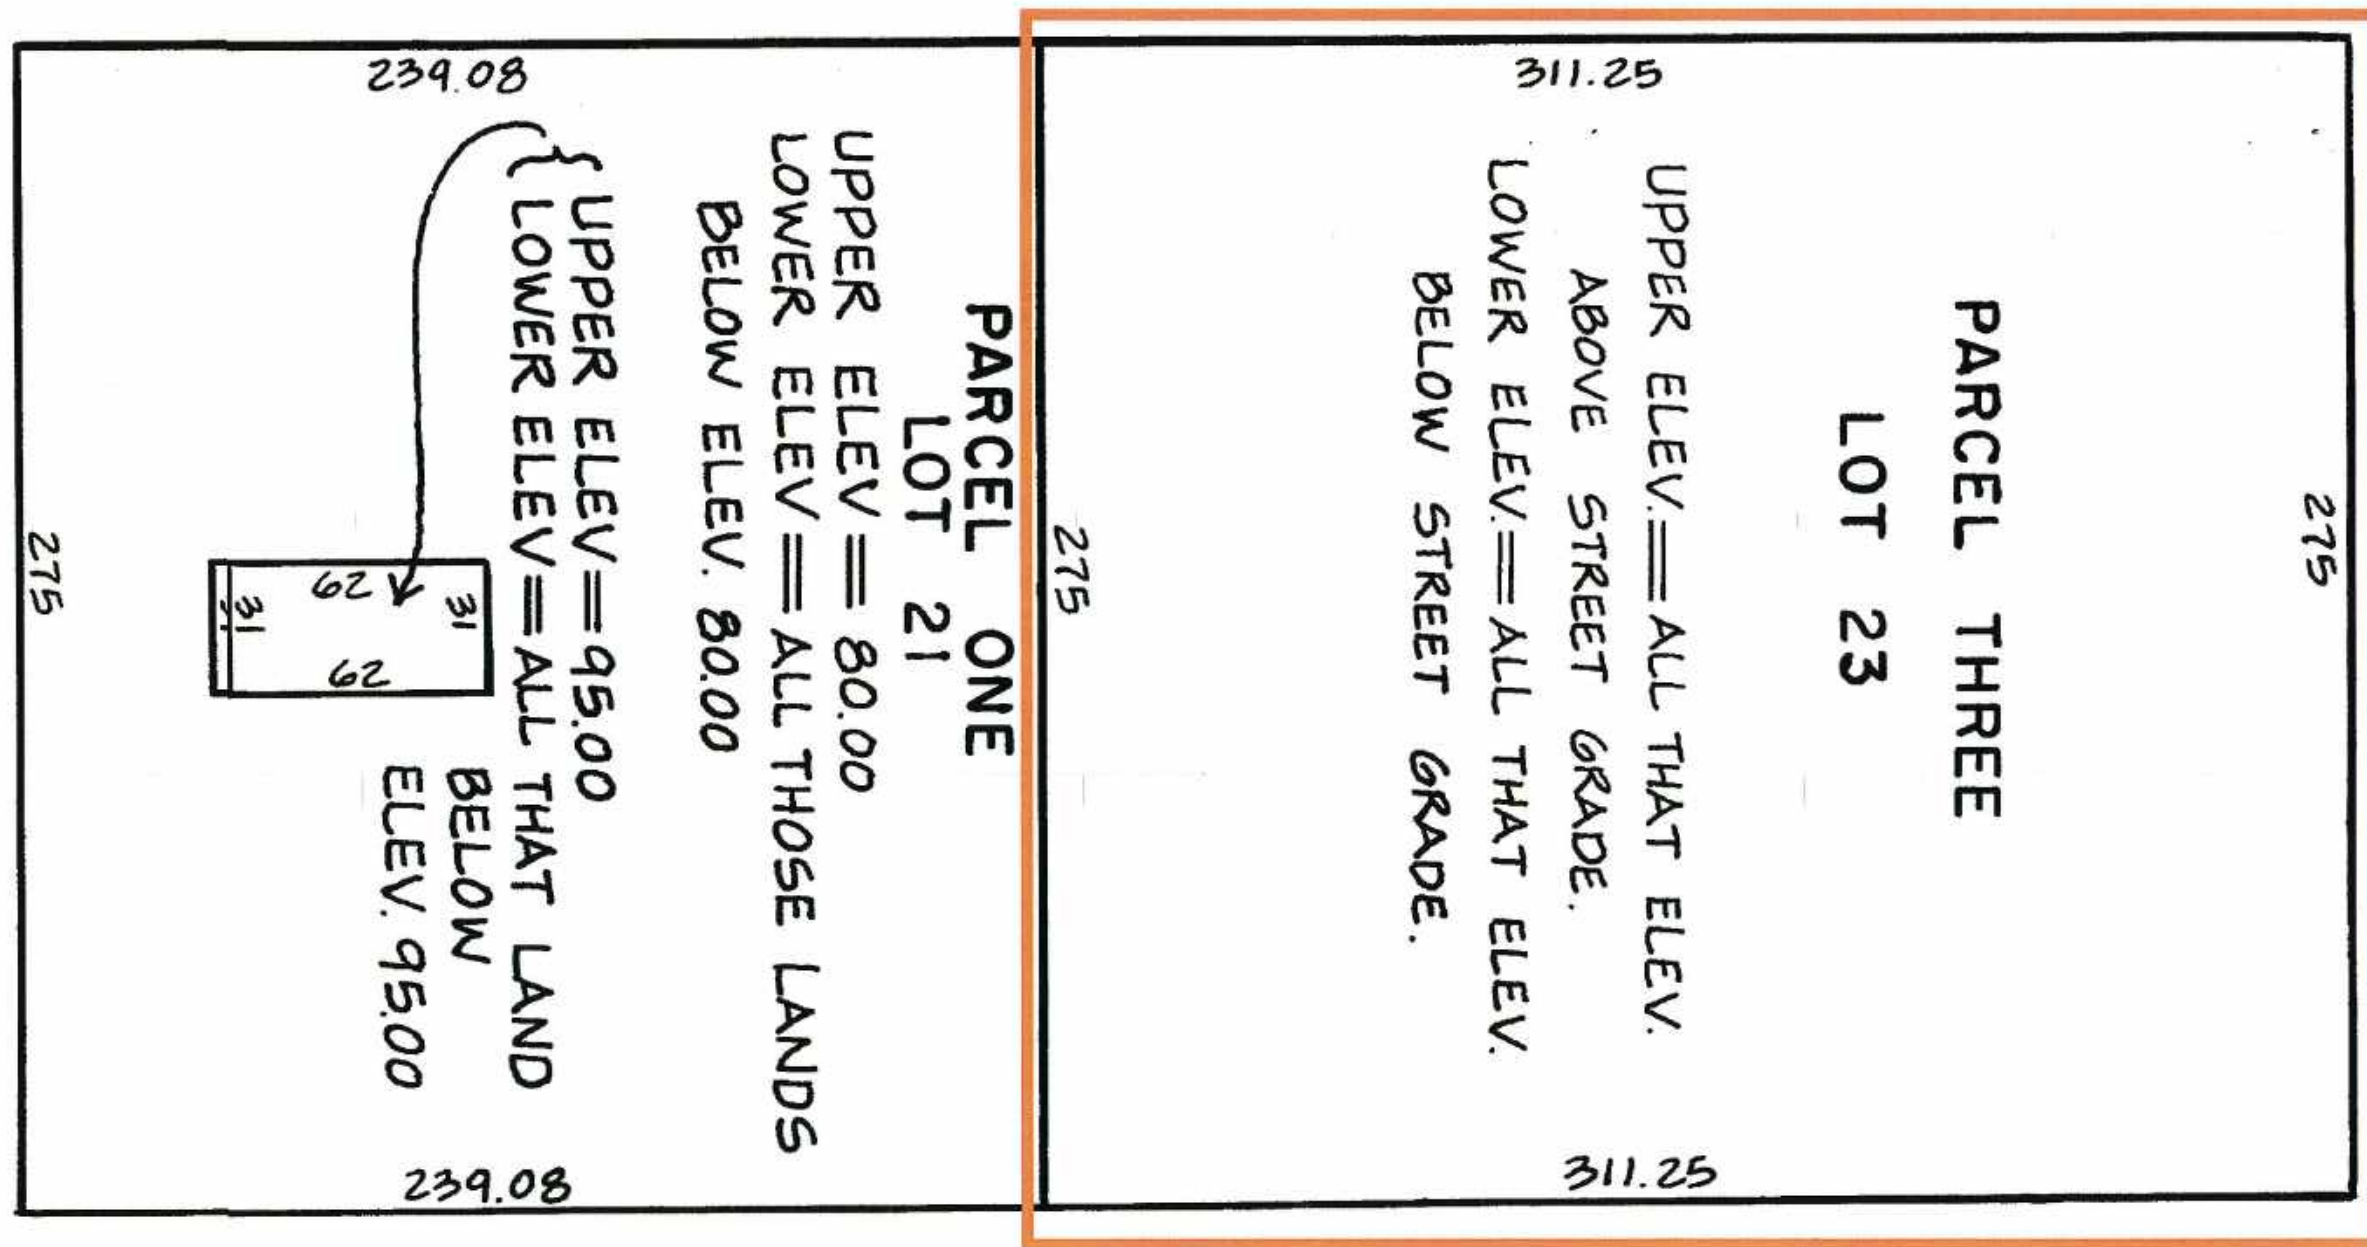 239.08
311.25
PARCEL THREE
LOT 23
UPPER ELEV.=ALL THAT ELEV.
ABOVE STREET GRADE.
LOWER ELEV.=ALL THAT ELEV.
BELOW STREET GRADE.
275
275
311.25
PARCEL ONE
LOT 21
UPPER ELEV = 80.00
LOWER ELEV = ALL THOSE LANDS
BELOW ELEV. 80.00
{ UPPER ELEV = 95.00
LOWER ELEV = ALL THAT LAND
BELOW
ELEV. 95.00
62
31
31
62
275
239.08